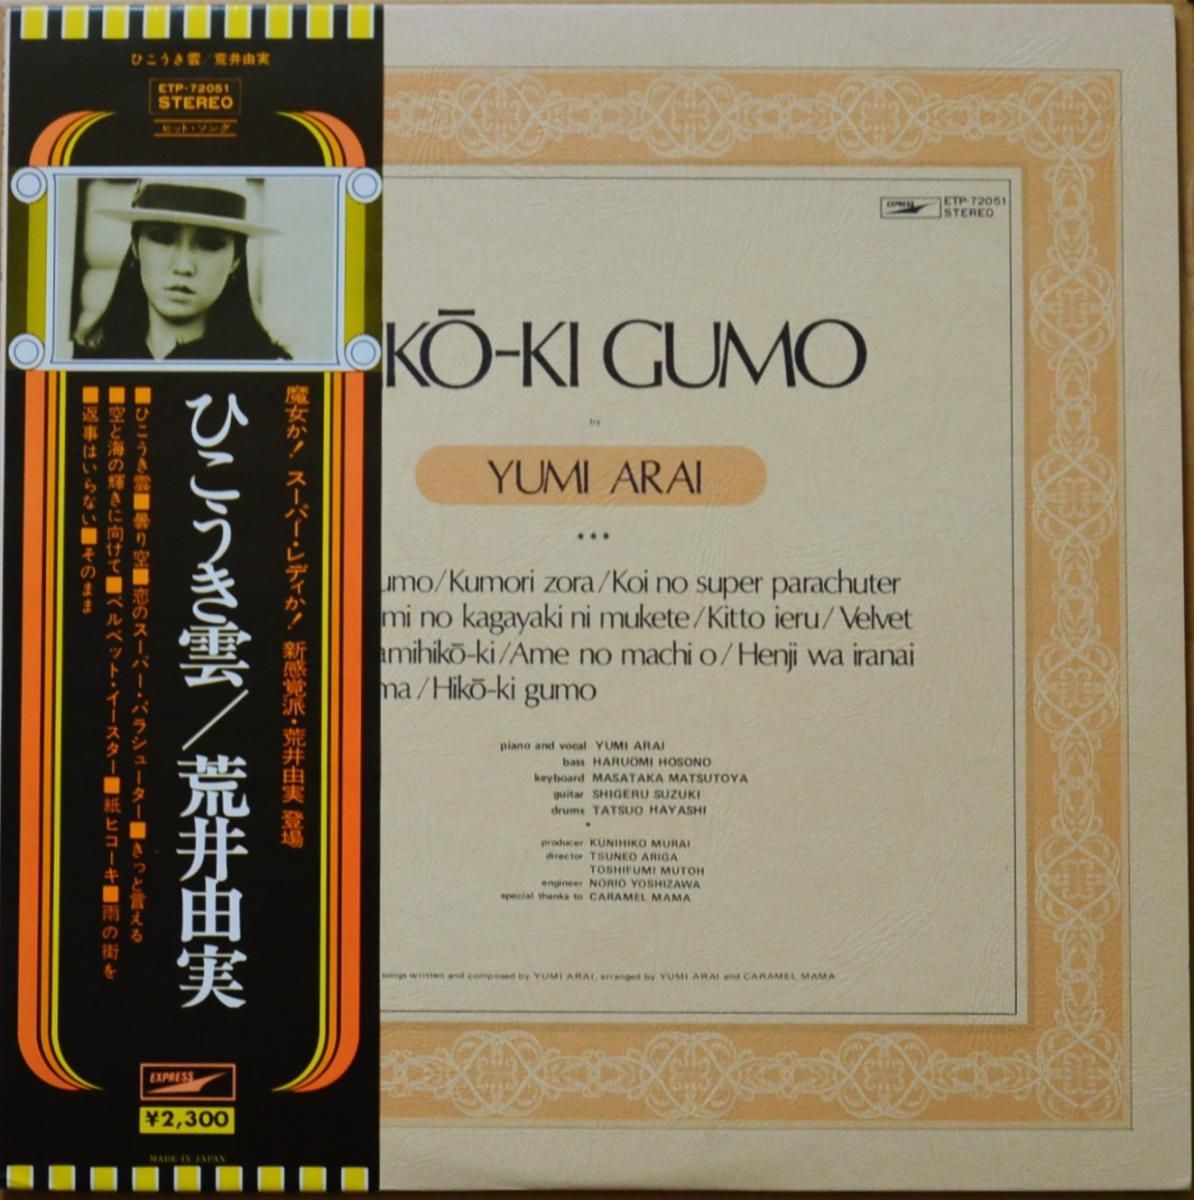 ひこうき雲/荒井由実
ETP-72051
STEREO
ヒット・ソング
魔女か! スーパー・レディか! 新感覚派・荒井由実 登場
ひこうき雲/荒井由実
■ひこうき雲■曇り空■恋のスーパー・パラシューター■きっと言える
■空と海の輝きに向けて■ベルベット・イースター■紙ヒコーキ■雨の街を
■返事はいらない■そのまま
EXPRESS
¥2,300
MADE IN JAPAN
EXPRESS ETP-72051
STEREO
KŌ-KI GUMO
by
YUMI ARAI
umo/Kumori zora/Koi no super parachuter
mi no kagayaki ni mukete/Kitto ieru/Velvet
amihikō-ki/Ame no machi o/Henji wa iranai
ma/Hikō-ki gumo
piano and vocal YUMI ARAI
bass HARUOMI HOSONO
keyboard MASATAKA MATSUTOYA
guitar SHIGERU SUZUKI
drums TATSUO HAYASHI
producer KUNIHIKO MURAI
director TSUNEO ARIGA
TOSHIFUMI MUTOH
engineer NORIO YOSHIZAWA
special thanks to CARAMEL MAMA
songs written and composed by YUMI ARAI, arranged by YUMI ARAI and CARAMEL MAMA